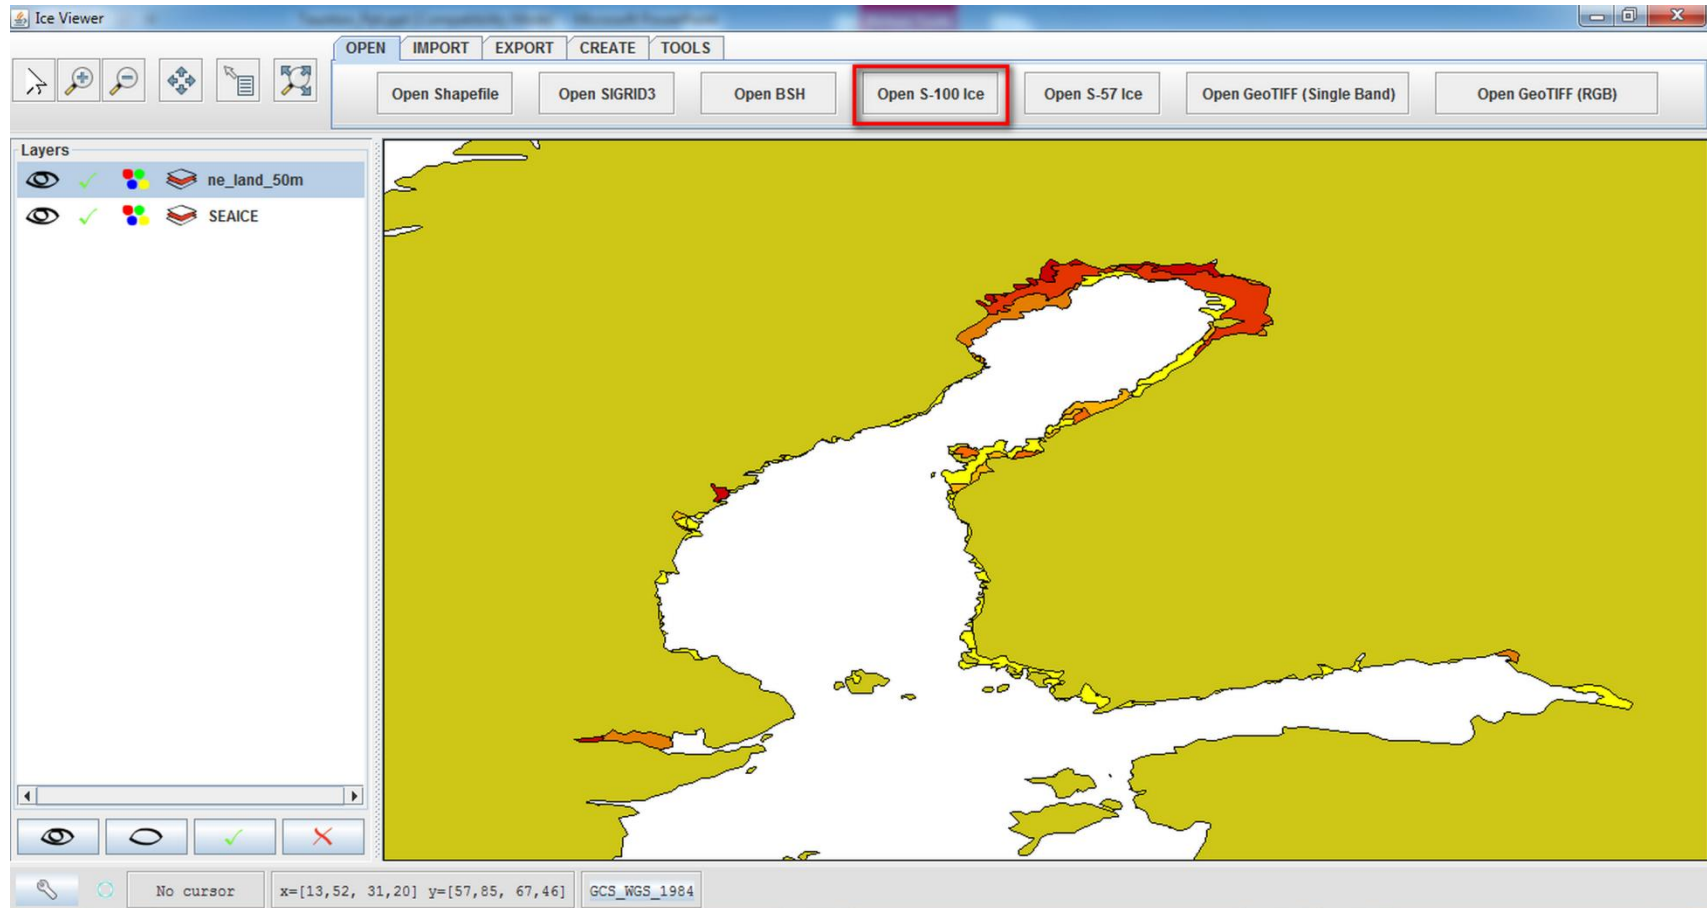 Ice Viewer
OPEN IMPORT EXPORT CREATE TOOLS
Open Shapefile Open SIGRID3 Open BSH Open S-100 Ice Open S-57 Ice Open GeoTIFF (Single Band) Open GeoTIFF (RGB)
Layers
ne_land_50m
SEAICE
No cursor x=[13,52, 31,20] y=[57,85, 67,46] GCS_WGS_1984